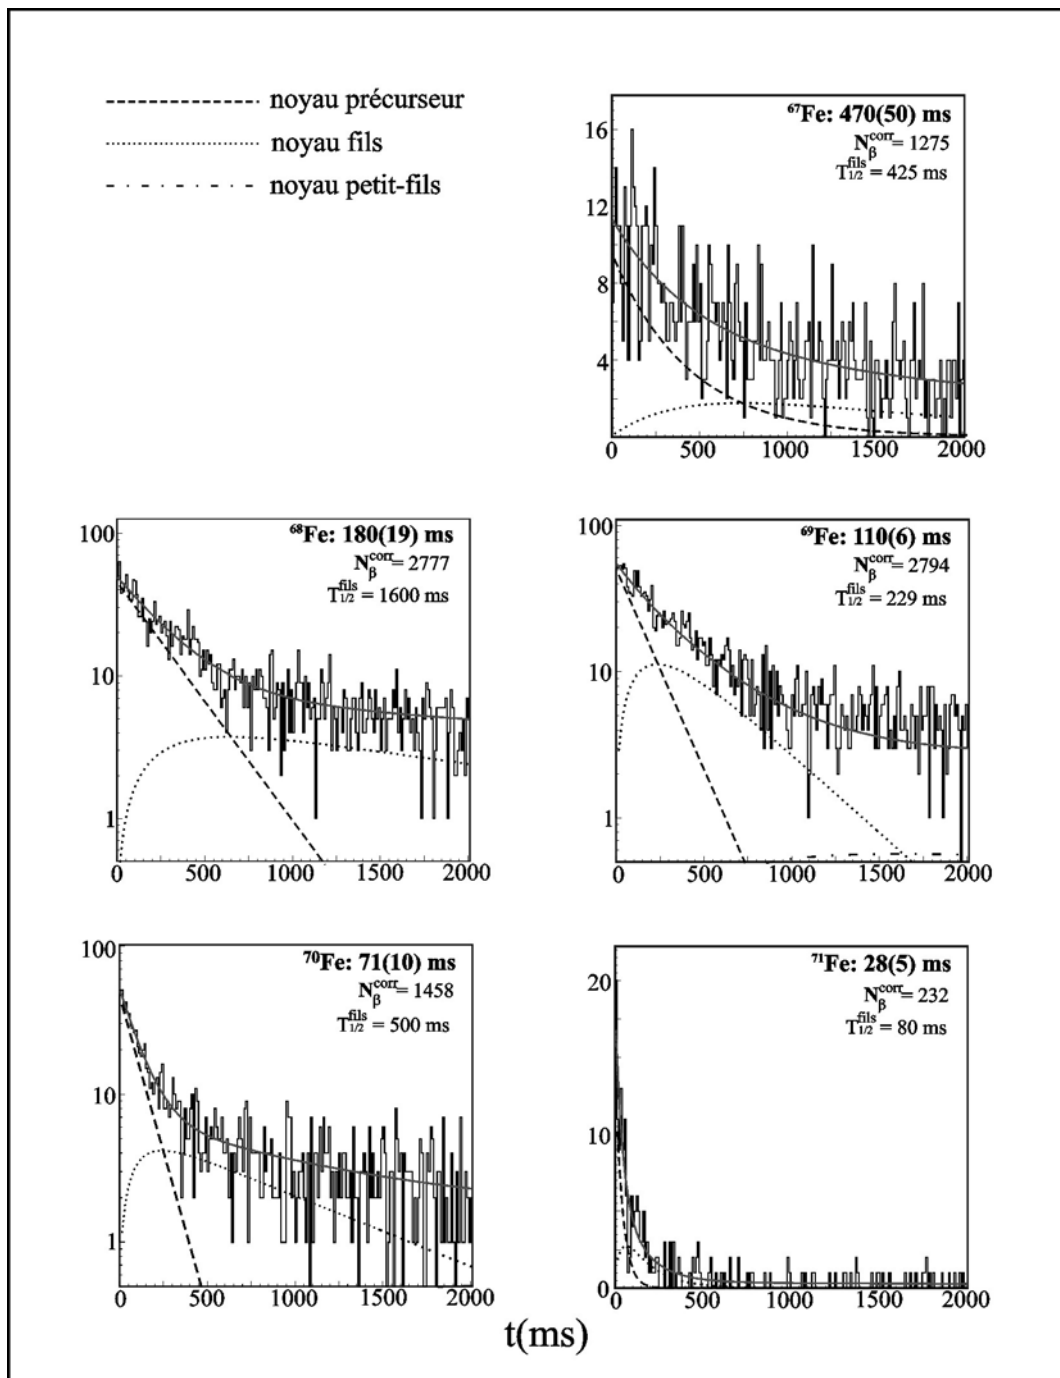 noyau précurseur
noyau fils
noyau petit-fils
⁶⁷Fe: 470(50) ms
N_β^corr = 1275
T_1/2^fils = 425 ms
16
12
8
4
0 500 1000 1500 2000
⁶⁸Fe: 180(19) ms
N_β^corr = 2777
T_1/2^fils = 1600 ms
100
10
1
0 500 1000 1500 2000
⁶⁹Fe: 110(6) ms
N_β^corr = 2794
T_1/2^fils = 229 ms
100
10
1
0 500 1000 1500 2000
⁷⁰Fe: 71(10) ms
N_β^corr = 1458
T_1/2^fils = 500 ms
100
10
1
0 500 1000 1500 2000
⁷¹Fe: 28(5) ms
N_β^corr = 232
T_1/2^fils = 80 ms
20
10
0
0 500 1000 1500 2000
t(ms)